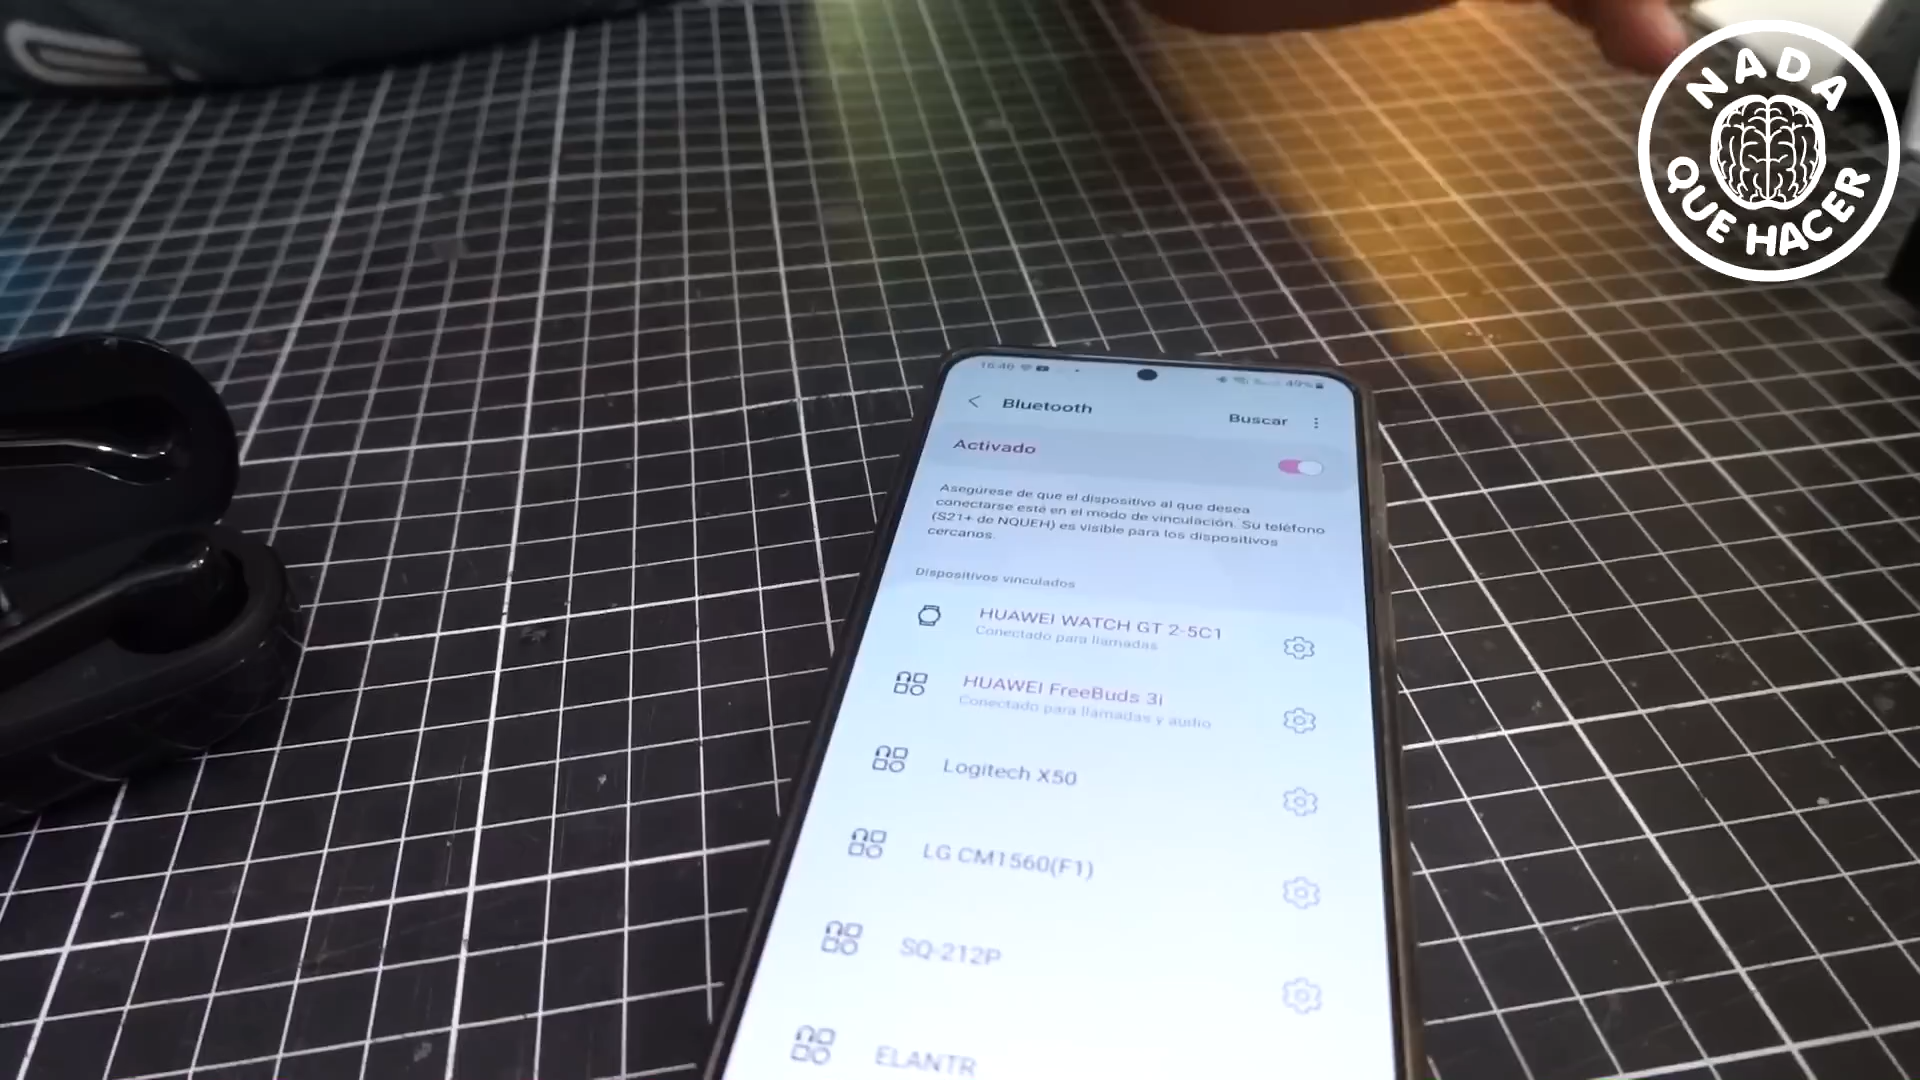 NADA
QUE HACER
16:46
49%
Bluetooth
Buscar
Activado
Asegúrese de que el dispositivo al que desea
conectarse esté en el modo de vinculación. Su teléfono
(S21+ de NQUEH) es visible para los dispositivos
cercanos.
Dispositivos vinculados
HUAWEI WATCH GT 2-5C1
Conectado para llamadas
HUAWEI FreeBuds 3i
Conectado para llamadas y audio
Logitech X50
LG CM1560(F1)
SQ-212P
ELANTR